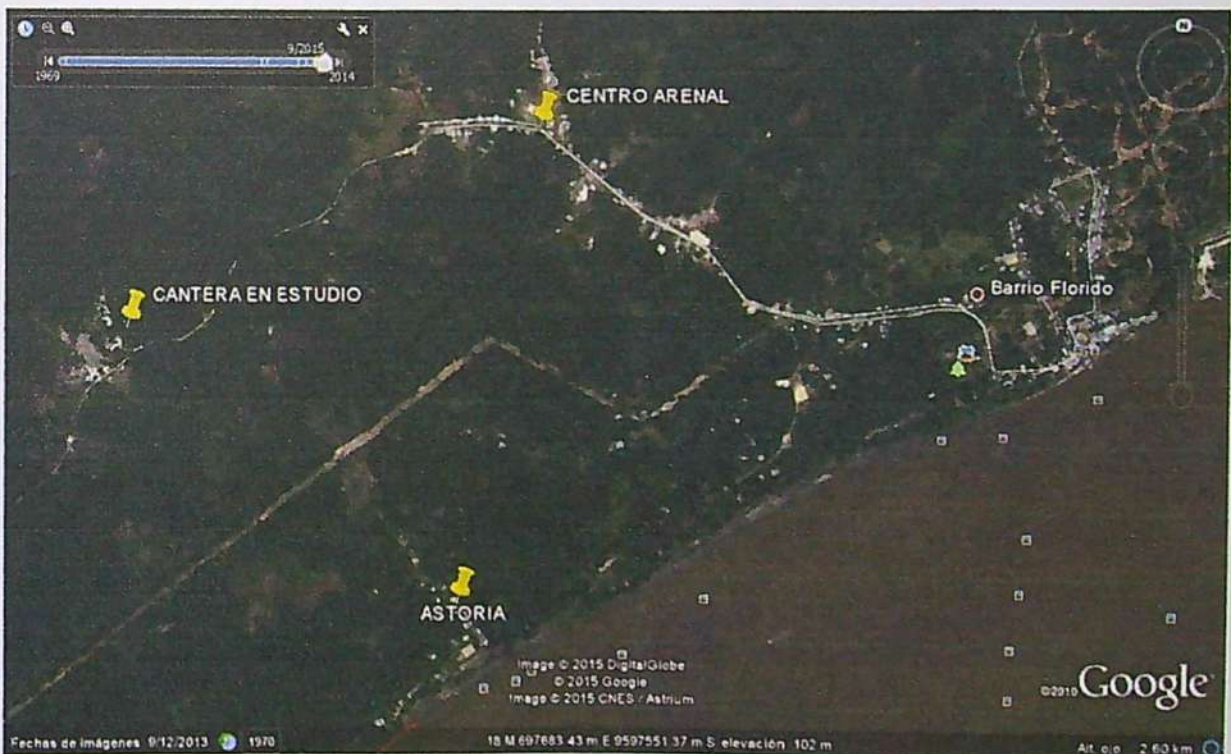 9/2015
1969
2014
N
CENTRO ARENAL
CANTERA EN ESTUDIO
Barrio Florido
ASTORIA
Image © 2015 DigitalGlobe
© 2015 Google
Image © 2015 CNES / Astrium
©2010 Google
Fechas de imágenes 9/12/2013 1970
18 M 697683.43 m E 9597551.37 m S elevación 102 m
Alt. ojo 2.60 km